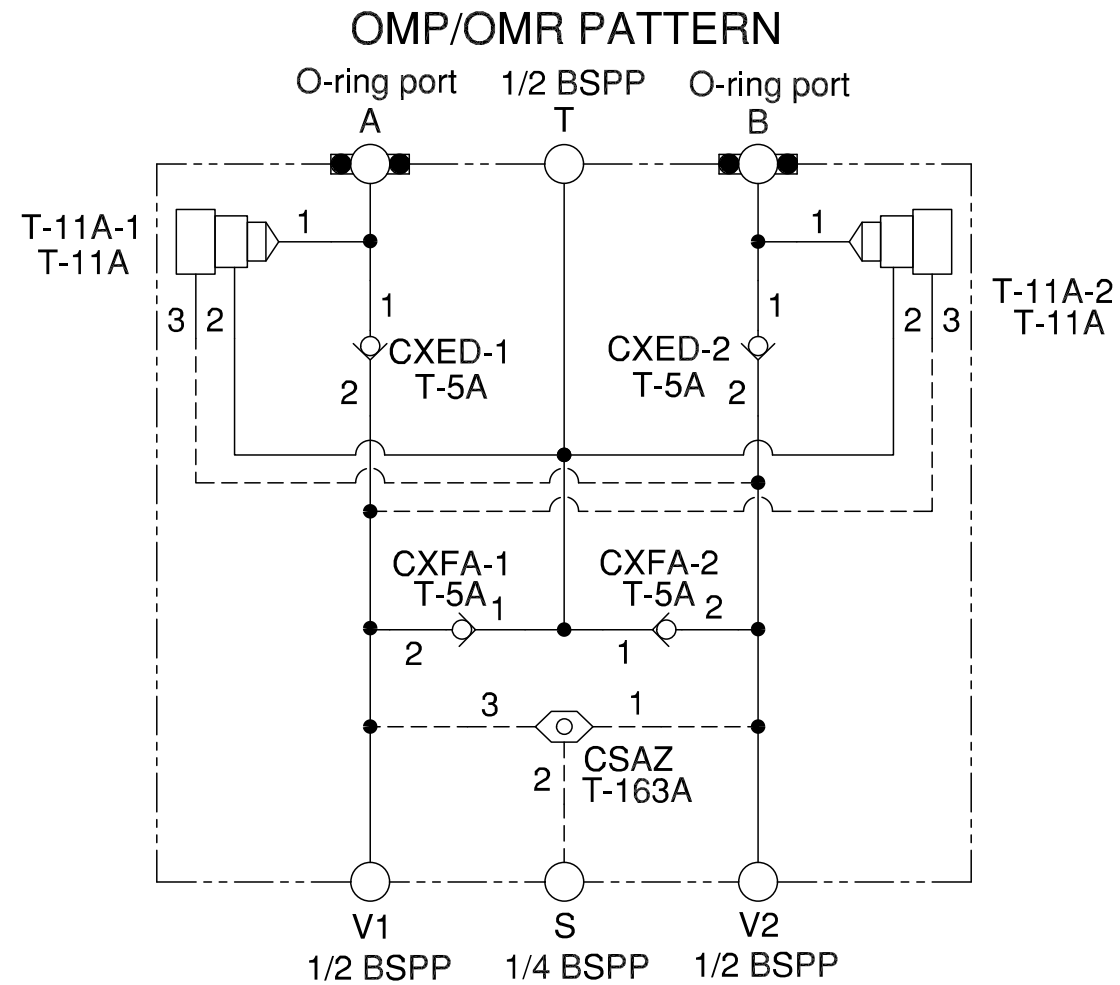 OMP/OMR PATTERN
O-ring port
1/2 BSPP
O-ring port
A
T
B
T-11A-1
T-11A
1
1
T-11A-2
T-11A
3
2
1
1
2
3
CXED-1
T-5A
CXED-2
T-5A
2
2
CXFA-1
T-5A
CXFA-2
T-5A
1
2
2
1
3
1
CSAZ
T-163A
2
V1
S
V2
1/2 BSPP
1/4 BSPP
1/2 BSPP